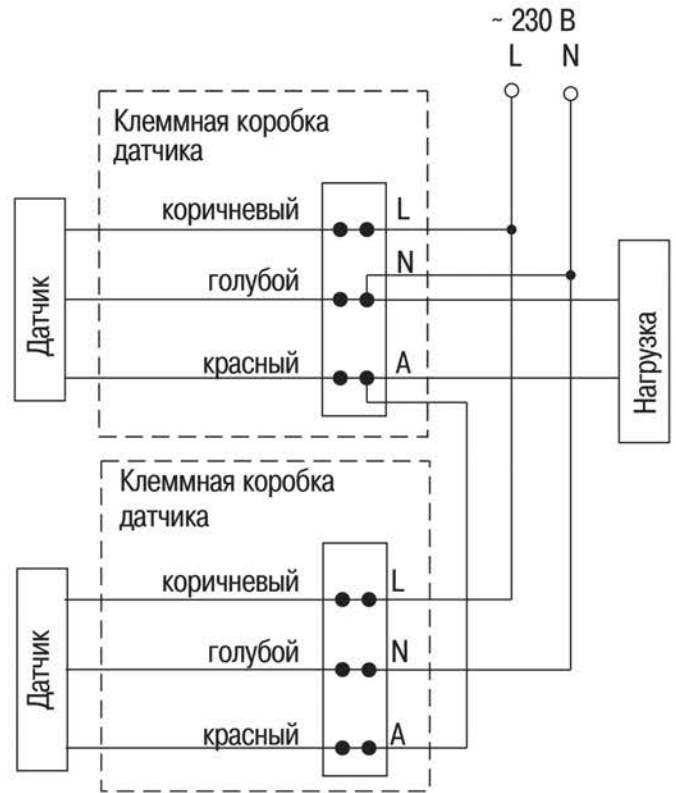 ~ 230 В
L N
Клеммная коробка
датчика
коричневый L
голубой N
красный A
Датчик
Нагрузка
Клеммная коробка
датчика
коричневый L
голубой N
красный A
Датчик